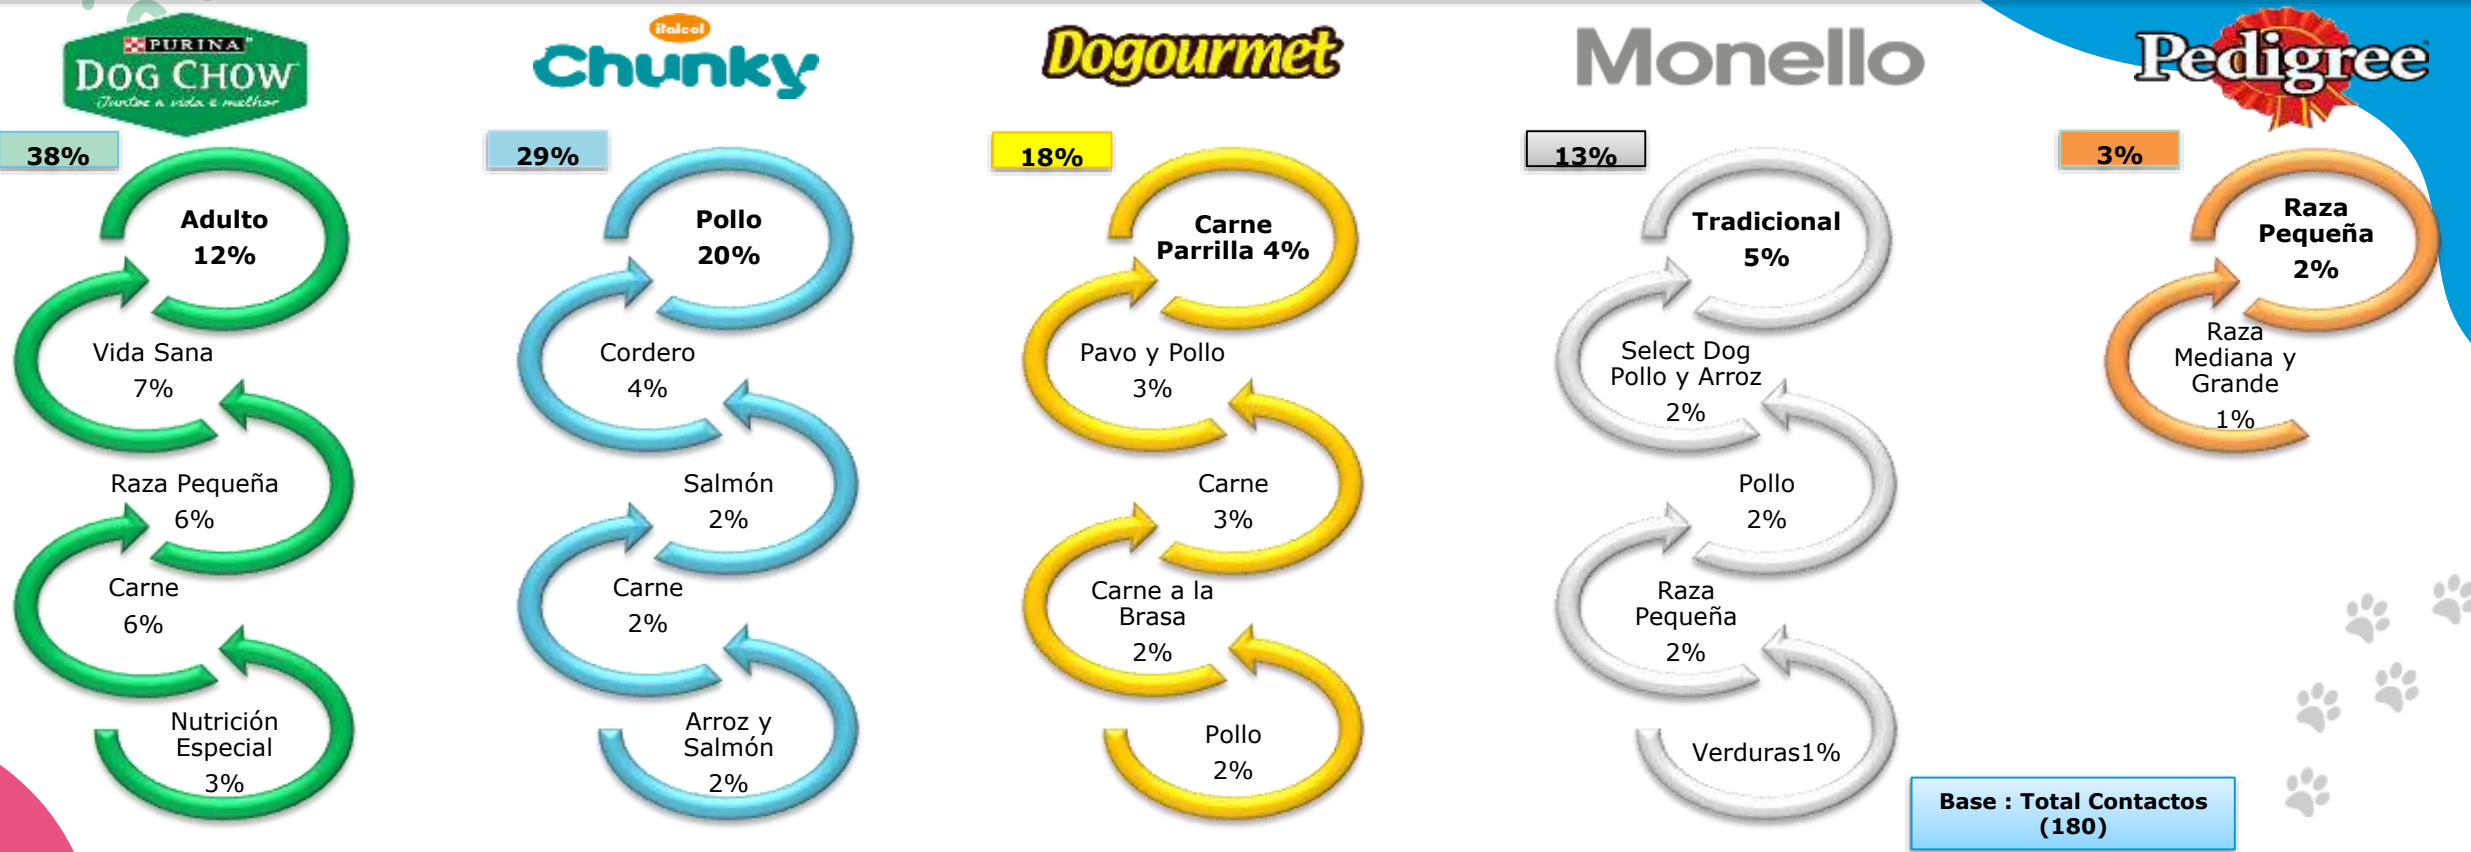 PURINA
DOG CHOW
Juntos a vida é melhor
38%
Adulto
12%
Vida Sana
7%
Raza Pequeña
6%
Carne
6%
Nutrición
Especial
3%
italcol
Chunky
29%
Pollo
20%
Cordero
4%
Salmón
2%
Carne
2%
Arroz y
Salmón
2%
Dogourmet
18%
Carne
Parrilla 4%
Pavo y Pollo
3%
Carne
3%
Carne a la
Brasa
2%
Pollo
2%
Monello
13%
Tradicional
5%
Select Dog
Pollo y Arroz
2%
Pollo
2%
Raza
Pequeña
2%
Verduras1%
Pedigree
3%
Raza
Pequeña
2%
Raza
Mediana y
Grande
1%
Base : Total Contactos
(180)